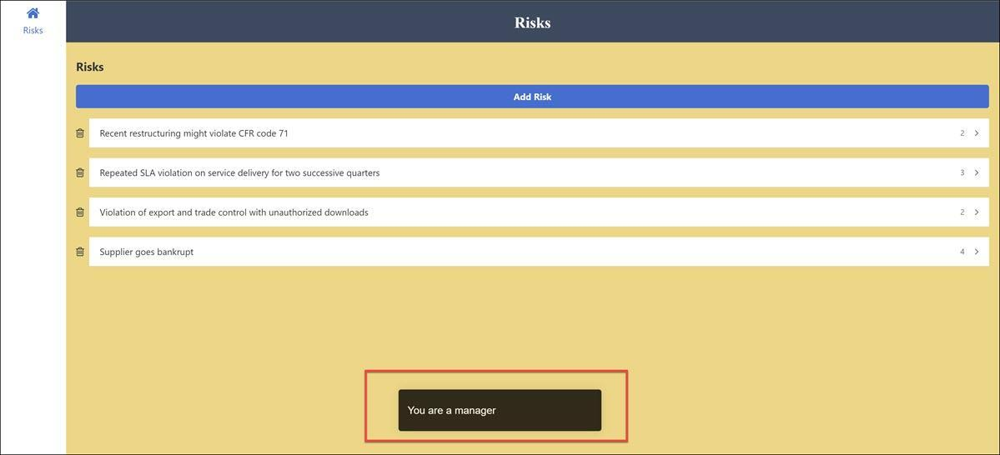 Risks
Risks
Risks
Add Risk
Recent restructuring might violate CFR code 71 2
Repeated SLA violation on service delivery for two successive quarters 3
Violation of export and trade control with unauthorized downloads 2
Supplier goes bankrupt 4
You are a manager